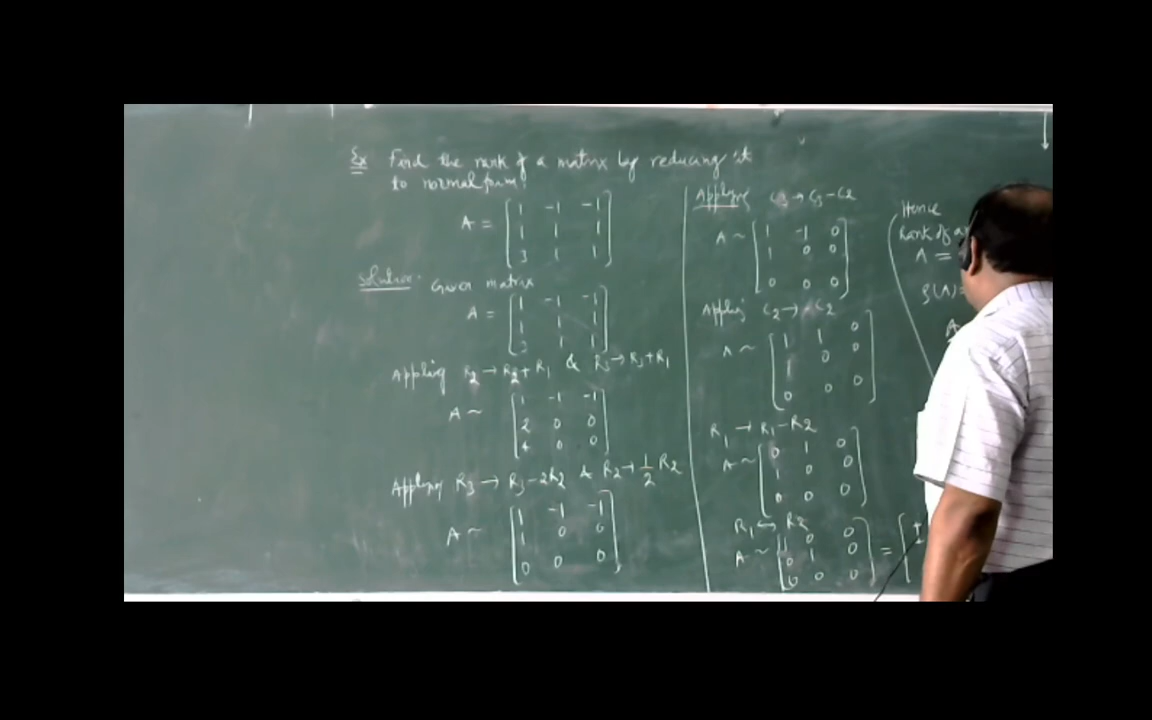 Ex Find the rank of a matrix by reducing it
to normal form.
A = [ 1 -1 -1
1 1 1
3 1 1 ]
Solution. Given matrix
A = [ 1 -1 -1
1 1 1
3 1 1 ]
Applying R2 → R2 + R1 & R3 → R3 + R1
A ~ [ 1 -1 -1
2 0 0
4 0 0 ]
Applying R3 → R3 - 2R2 & R2 → 1/2 R2
A ~ [ 1 -1 -1
1 0 0
0 0 0 ]
Applying C3 → C3 - C2
A ~ [ 1 -1 0
1 0 0
0 0 0 ]
Applying C2 → C2
A ~ [ 1 1 0
1 0 0
0 0 0 ]
R1 → R1 - R2
A ~ [ 0 1 0
1 0 0
0 0 0 ]
R1 ↔ R2
A ~ [ 1 0 0
0 1 0
0 0 0 ] = [
Hence
Rank of a
A =
ρ(A) =
A